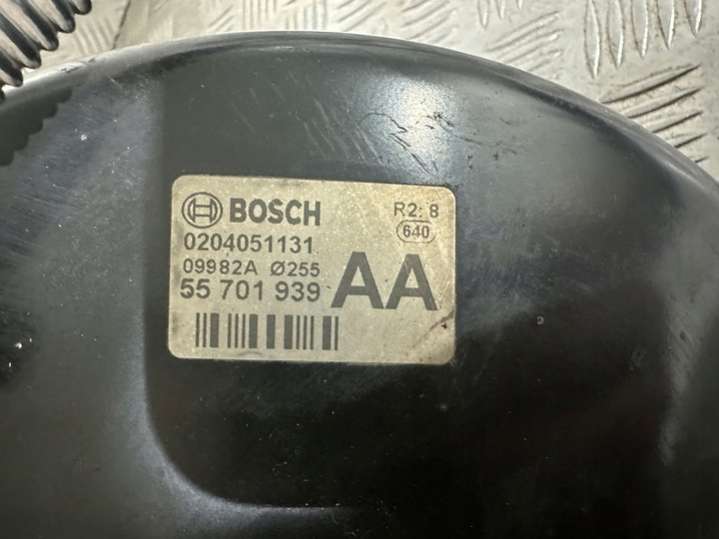 BOSCH R2: 8
0204051131 640
09982A Ø255
55 701 939 AA